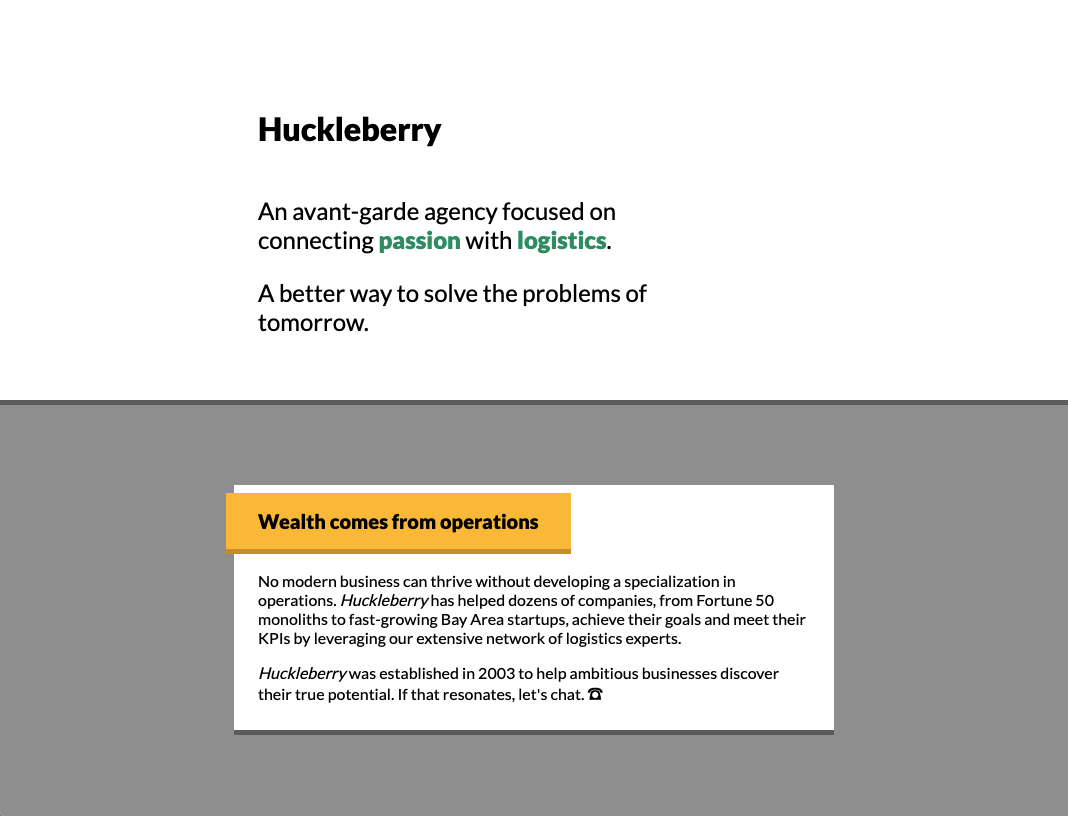 Huckleberry
An avant-garde agency focused on
connecting passion with logistics.
A better way to solve the problems of
tomorrow.
Wealth comes from operations
No modern business can thrive without developing a specialization in
operations. Huckleberry has helped dozens of companies, from Fortune 50
monoliths to fast-growing Bay Area startups, achieve their goals and meet their
KPIs by leveraging our extensive network of logistics experts.
Huckleberry was established in 2003 to help ambitious businesses discover
their true potential. If that resonates, let's chat. ☎